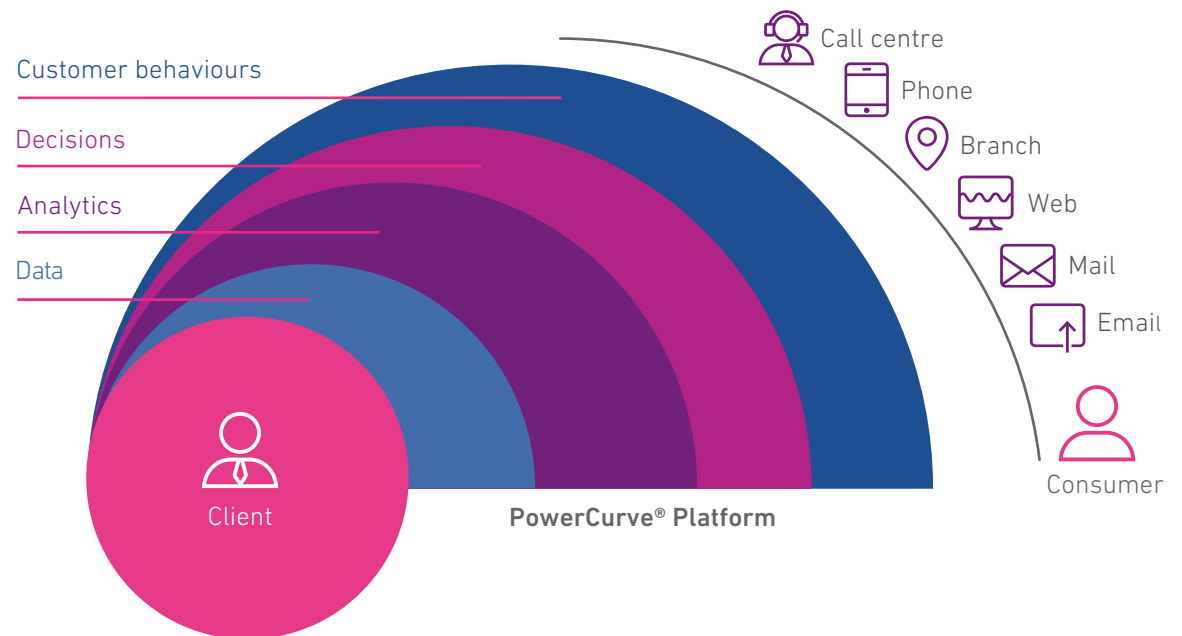 Customer behaviours
Decisions
Analytics
Data
Client
PowerCurve® Platform
Call centre
Phone
Branch
Web
Mail
Email
Consumer